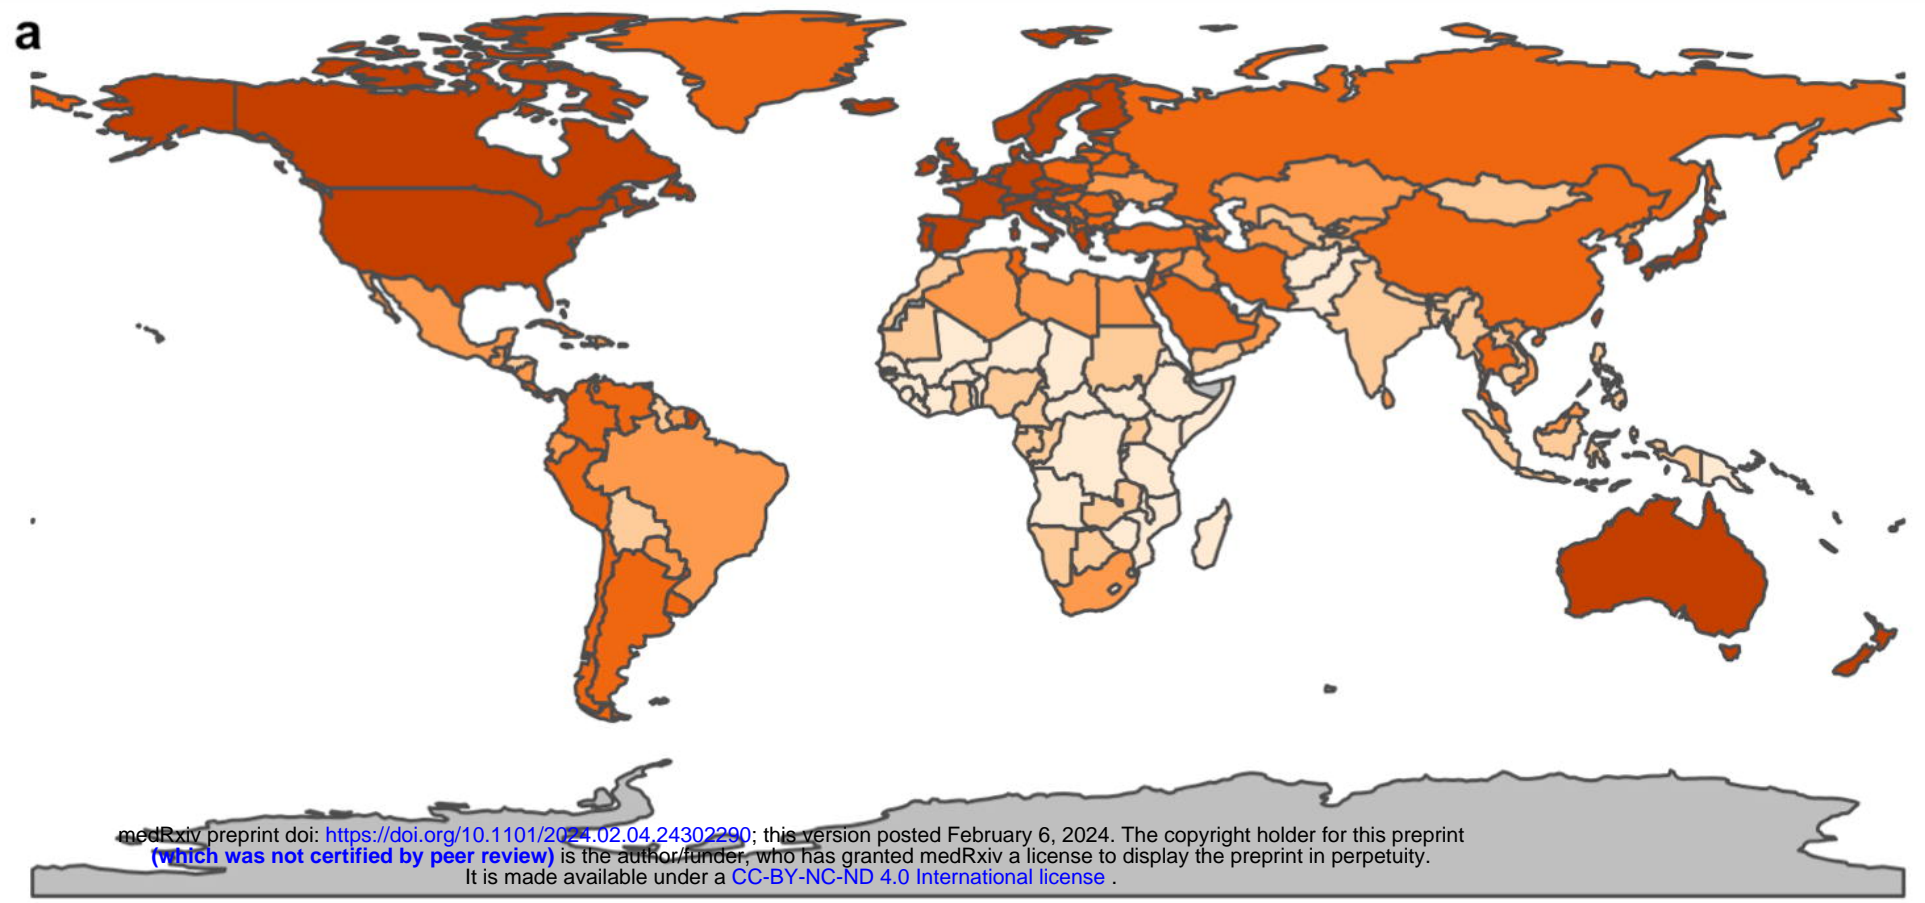 a
medRxiv preprint doi: https://doi.org/10.1101/2024.02.04.24302290; this version posted February 6, 2024. The copyright holder for this preprint
(which was not certified by peer review) is the author/funder, who has granted medRxiv a license to display the preprint in perpetuity.
It is made available under a CC-BY-NC-ND 4.0 International license .